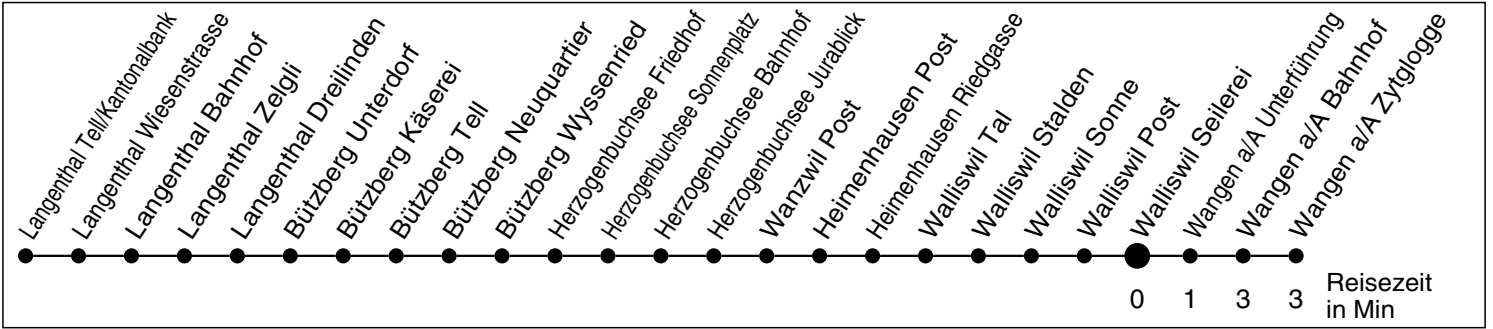 Langenthal Tell/Kantonalbank
Langenthal Wiesenstrasse
Langenthal Bahnhof
Langenthal Zelgli
Langenthal Dreilinden
Bützberg Unterdorf
Bützberg Käserei
Bützberg Tell
Bützberg Neuquartier
Bützberg Wyssenried
Herzogenbuchsee Friedhof
Herzogenbuchsee Sonnenplatz
Herzogenbuchsee Bahnhof
Herzogenbuchsee Jurablick
Wanzwil Post
Heimenhausen Post
Heimenhausen Riedgasse
Walliswil Tal
Walliswil Stalden
Walliswil Sonne
Walliswil Post
Walliswil Seilerei
Wangen a/A Unterführung
Wangen a/A Bahnhof
Wangen a/A Zytglogge
0 1 3 3 Reisezeit
in Min